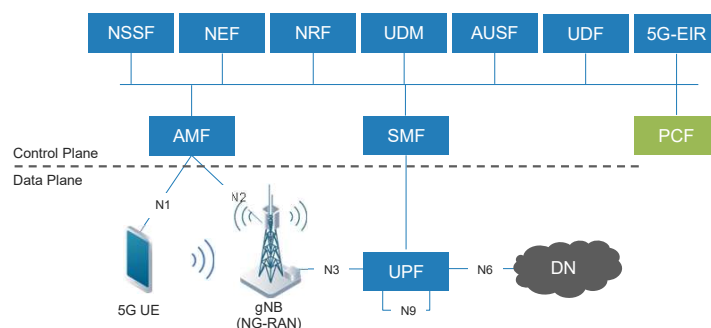 NSSF
NEF
NRF
UDM
AUSF
UDF
5G-EIR
AMF
SMF
PCF
Control Plane
Data Plane
N1
N2
N3
UPF
N6
DN
N9
5G UE
gNB
(NG-RAN)